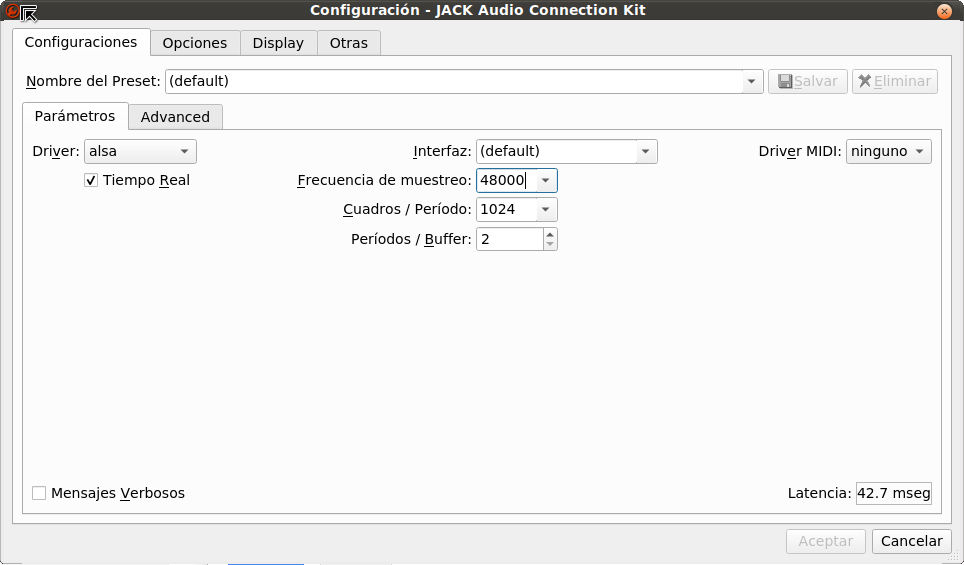 Configuración - JACK Audio Connection Kit
Configuraciones Opciones Display Otras
Nombre del Preset: (default) Salvar Eliminar
Parámetros Advanced
Driver: alsa Interfaz: (default) Driver MIDI: ninguno
Tiempo Real Frecuencia de muestreo: 48000
Cuadros / Período: 1024
Períodos / Buffer: 2
Mensajes Verbosos Latencia: 42.7 mseg
Aceptar Cancelar